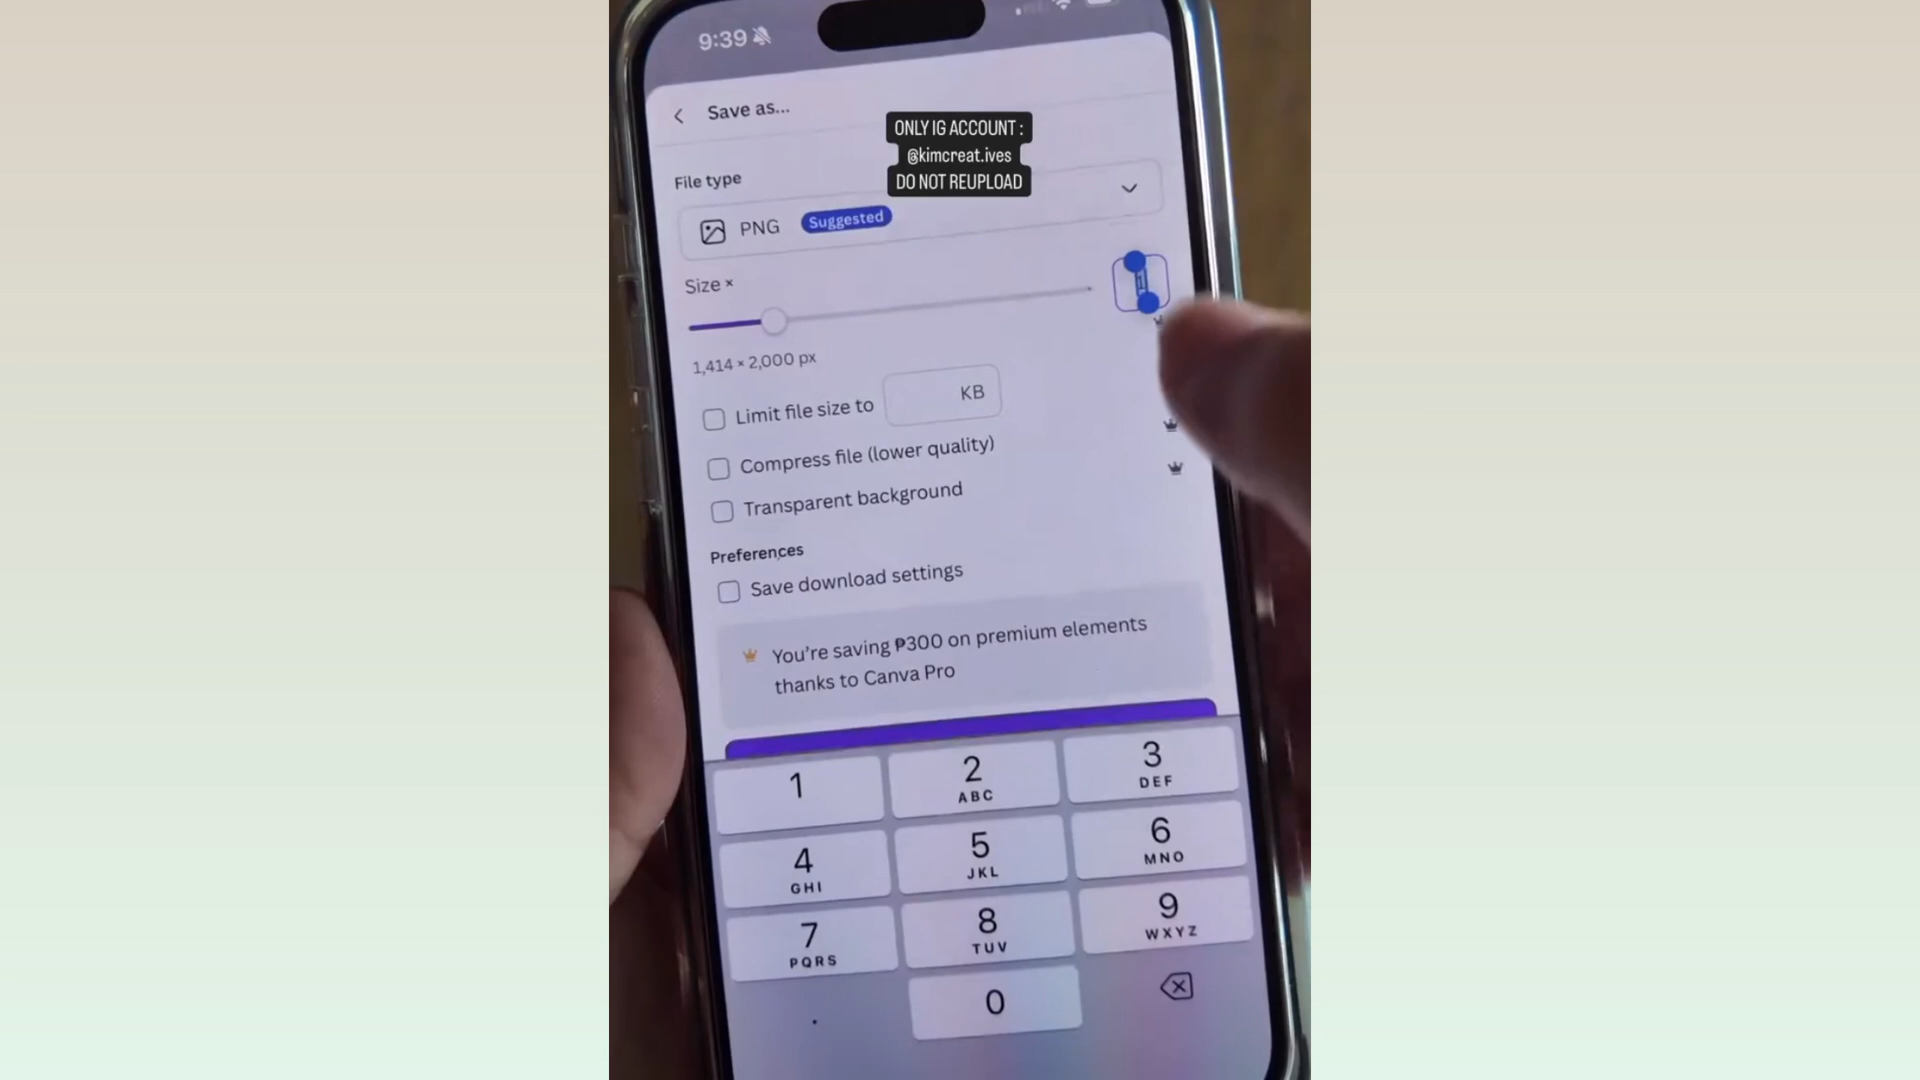 9:39
Save as...
ONLY IG ACCOUNT :
@kimcreat.ives
DO NOT REUPLOAD
File type
PNG Suggested
Size ×
1,414 × 2,000 px
Limit file size to KB
Compress file (lower quality)
Transparent background
Preferences
Save download settings
You're saving ₱300 on premium elements
thanks to Canva Pro
1 2 3
ABC DEF
4 5 6
GHI JKL MNO
7 8 9
PQRS TUV WXYZ
. 0